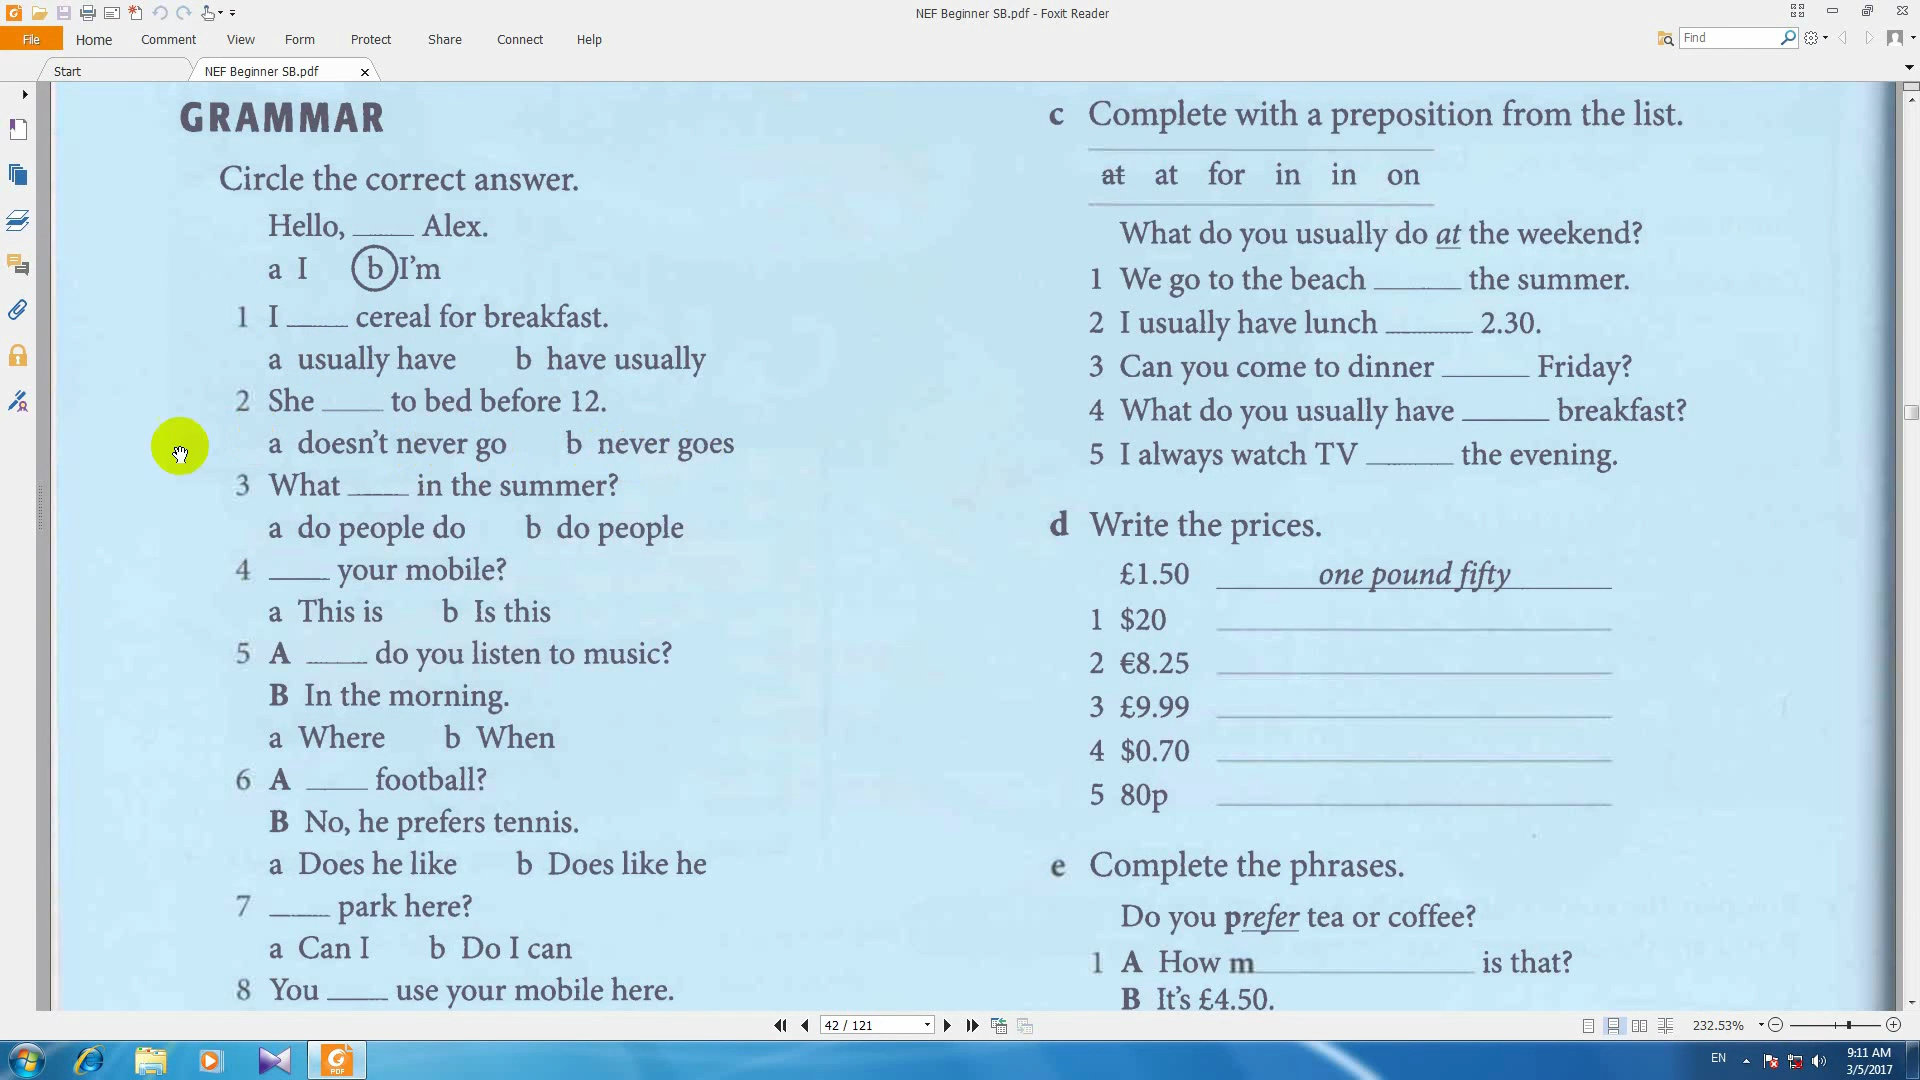 NEF Beginner SB.pdf - Foxit Reader
File Home Comment View Form Protect Share Connect Help
Find
Start
NEF Beginner SB.pdf
GRAMMAR
Circle the correct answer.
Hello, ____ Alex.
a I b I'm
1 I ____ cereal for breakfast.
a usually have b have usually
2 She ____ to bed before 12.
a doesn't never go b never goes
3 What ____ in the summer?
a do people do b do people
4 ____ your mobile?
a This is b Is this
5 A ____ do you listen to music?
B In the morning.
a Where b When
6 A ____ football?
B No, he prefers tennis.
a Does he like b Does like he
7 ____ park here?
a Can I b Do I can
8 You ____ use your mobile here.
c Complete with a preposition from the list.
at at for in in on
What do you usually do at the weekend?
1 We go to the beach ______ the summer.
2 I usually have lunch ______ 2.30.
3 Can you come to dinner ______ Friday?
4 What do you usually have ______ breakfast?
5 I always watch TV ______ the evening.
d Write the prices.
£1.50 one pound fifty
1 $20
2 €8.25
3 £9.99
4 $0.70
5 80p
e Complete the phrases.
Do you prefer tea or coffee?
1 A How m______________ is that?
B It's £4.50.
42 / 121
232.53%
PDF
EN
9:11 AM
3/5/2017